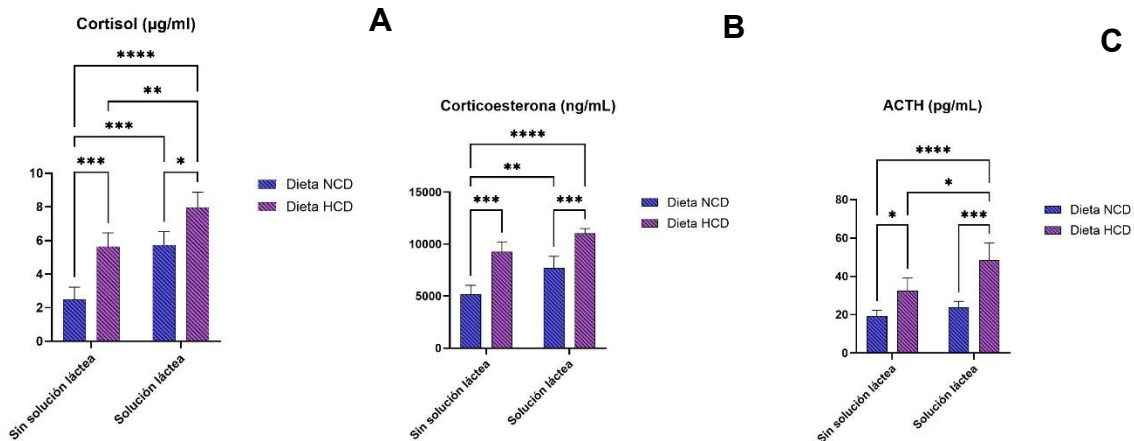 A
Cortisol (µg/ml)
****
**
***
***
*
10
8
6
4
2
0
Sin solución láctea
Solución láctea
Dieta NCD
Dieta HCD
B
Corticoesterona (ng/mL)
****
**
***
***
15000
10000
5000
0
Sin solución láctea
Solución láctea
Dieta NCD
Dieta HCD
C
ACTH (pg/mL)
****
*
*
***
80
60
40
20
0
Sin solución láctea
Solución láctea
Dieta NCD
Dieta HCD